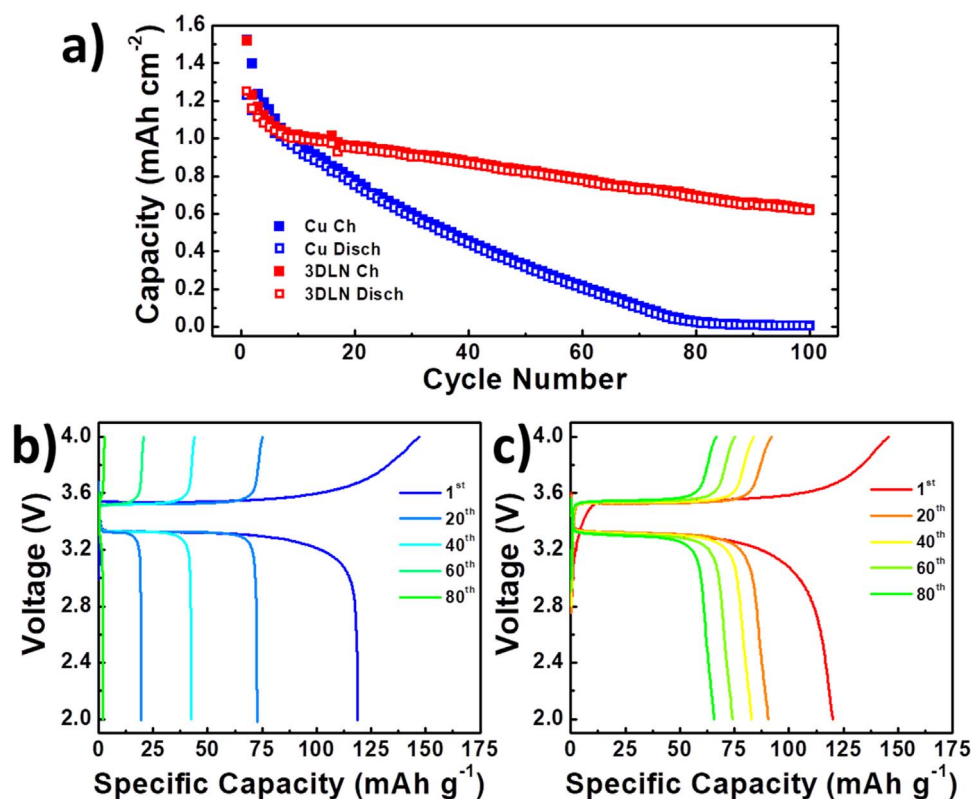 a)
Capacity (mAh cm⁻²)
1.6
1.4
1.2
1.0
0.8
0.6
0.4
0.2
0.0
Cu Ch
Cu Disch
3DLN Ch
3DLN Disch
0 20 40 60 80 100
Cycle Number
b)
Voltage (V)
4.0
3.6
3.2
2.8
2.4
2.0
1ˢᵗ
20ᵗʰ
40ᵗʰ
60ᵗʰ
80ᵗʰ
0 25 50 75 100 125 150 175
Specific Capacity (mAh g⁻¹)
c)
Voltage (V)
4.0
3.6
3.2
2.8
2.4
2.0
1ˢᵗ
20ᵗʰ
40ᵗʰ
60ᵗʰ
80ᵗʰ
0 25 50 75 100 125 150 175
Specific Capacity (mAh g⁻¹)